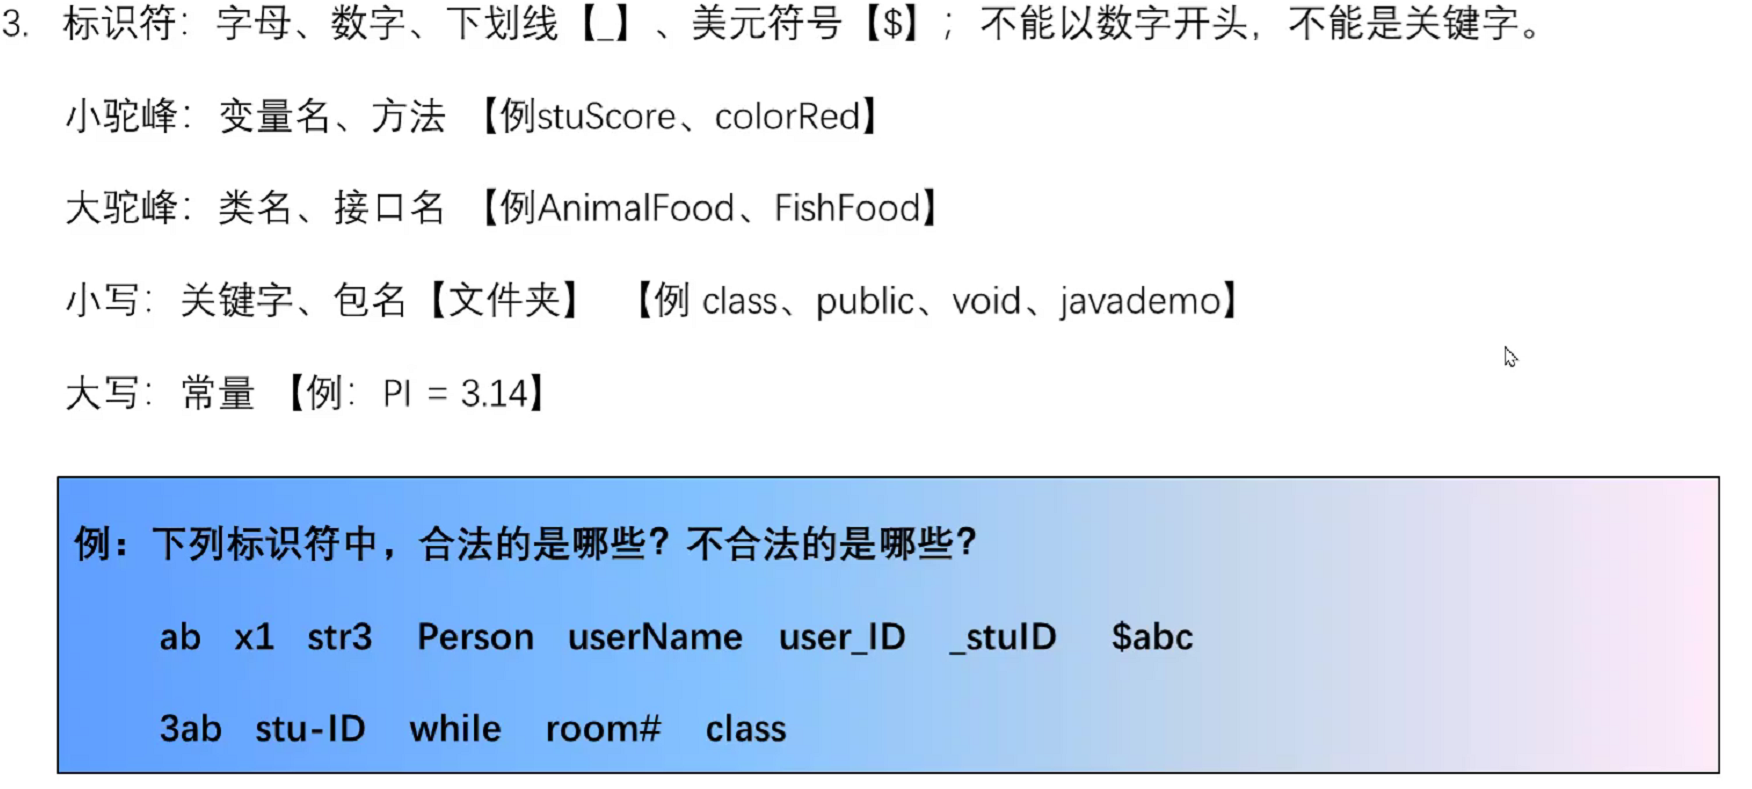 3. 标识符：字母、数字、下划线【_】、美元符号【$】；不能以数字开头，不能是关键字。
小驼峰：变量名、方法 【例stuScore、colorRed】
大驼峰：类名、接口名 【例AnimalFood、FishFood】
小写：关键字、包名【文件夹】 【例 class、public、void、javademo】
大写：常量 【例：PI = 3.14】
例：下列标识符中，合法的是哪些？不合法的是哪些？
ab x1 str3 Person userName user_ID _stuID $abc
3ab stu-ID while room# class